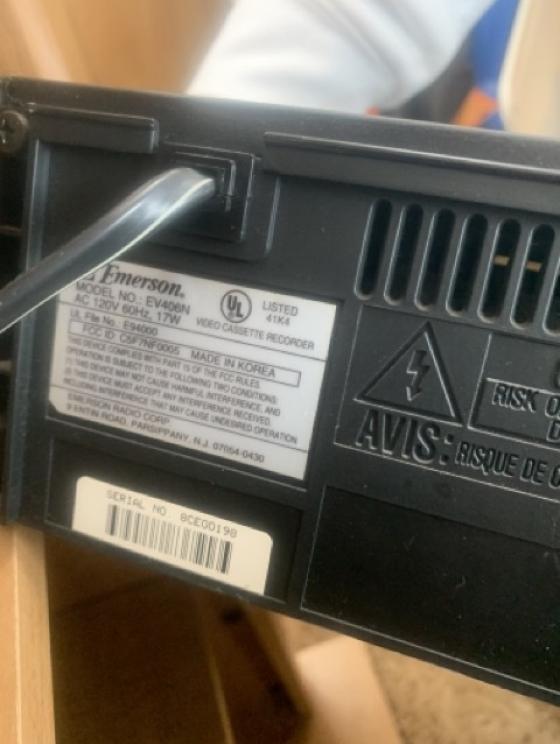 Emerson.
MODEL NO.: EV406N
AC 120V 60Hz, 17W
UL
LISTED
41K4
VIDEO CASSETTE RECORDER
UL File No.: E94000
FCC ID: C5F7NF0005 MADE IN KOREA
THIS DEVICE COMPLIES WITH PART 15 OF THE FCC RULES.
OPERATION IS SUBJECT TO THE FOLLOWING TWO CONDITIONS:
(1) THIS DEVICE MAY NOT CAUSE HARMFUL INTERFERENCE, AND
(2) THIS DEVICE MUST ACCEPT ANY INTERFERENCE RECEIVED,
INCLUDING INTERFERENCE THAT MAY CAUSE UNDESIRED OPERATION
EMERSON RADIO CORP.
9 ENTIN ROAD, PARSIPPANY, N.J. 07054-0430
SERIAL NO. 8CEG0198
RISK O
AVIS: RISQUE DE C